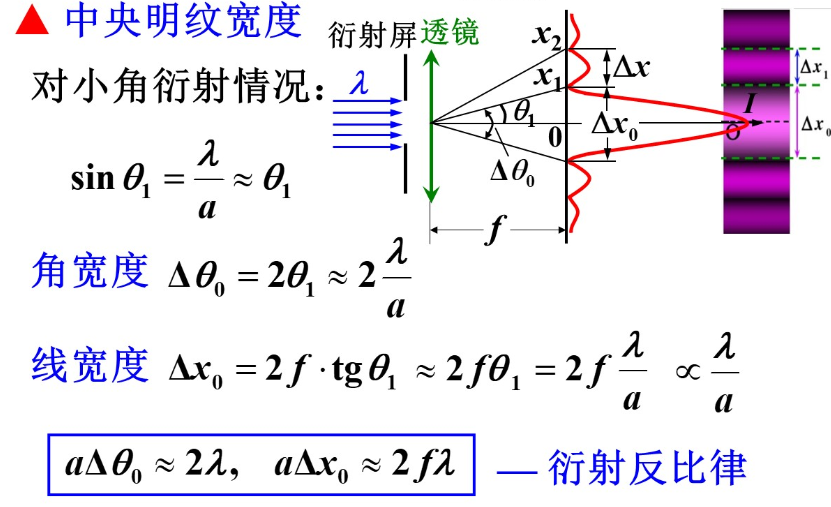 ▲ 中央明纹宽度
衍射屏 透镜
对小角衍射情况：
λ
x₂
x₁
Δx
θ₁
0
Δx₀
Δθ₀
f
I
O
Δx₁
Δx₀
sin θ₁ = λ/a ≈ θ₁
角宽度 Δθ₀ = 2θ₁ ≈ 2 λ/a
线宽度 Δx₀ = 2f · tg θ₁ ≈ 2fθ₁ = 2f λ/a ∝ λ/a
aΔθ₀ ≈ 2λ, aΔx₀ ≈ 2fλ — 衍射反比律